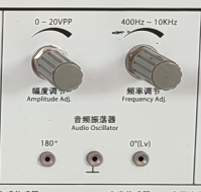 0 ~ 20VPP 400Hz ~ 10KHz
幅度调节 频率调节
Amplitude Adj. Frequency Adj.
音频振荡器
Audio Oscillator
180° 0°(Lv)